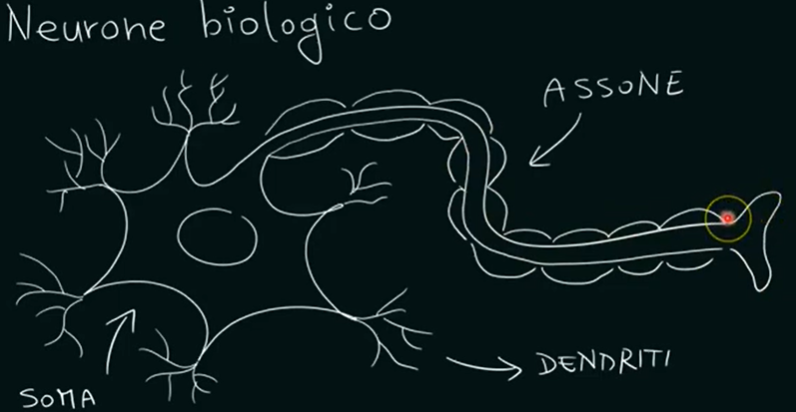 Neurone biologico
ASSONE
DENDRITI
SOMA